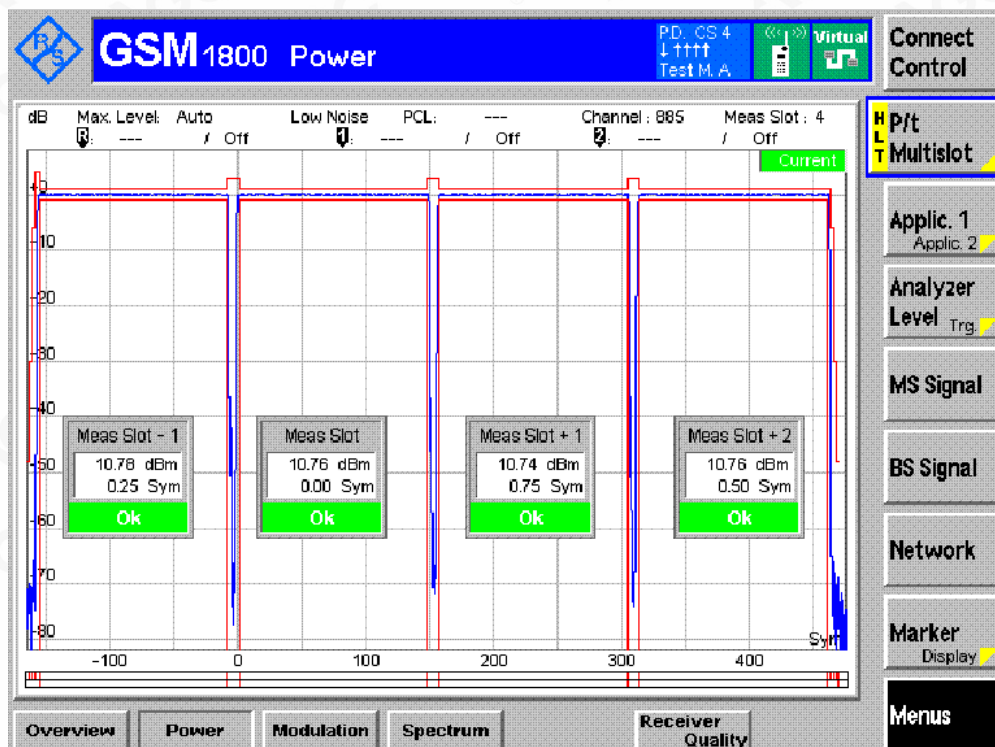 R S
GSM 1800 Power
P.D. CS 4
↓ ↑↑↑↑
Test M. A
Virtual
Connect
Control
dB Max. Level: Auto Low Noise PCL: --- Channel : 885 Meas Slot : 4
R: --- / Off 1: --- / Off 2: --- / Off
HLT
P/t
Multislot
Current
+0
-10
-20
-30
-40
-50
-60
-70
-80
Applic. 1
Applic. 2
Analyzer
Level Trg.
MS Signal
Meas Slot - 1
10.78 dBm
0.25 Sym
Ok
Meas Slot
10.76 dBm
0.00 Sym
Ok
Meas Slot + 1
10.74 dBm
0.75 Sym
Ok
Meas Slot + 2
10.76 dBm
0.50 Sym
Ok
BS Signal
Network
Sym
-100 0 100 200 300 400
Marker
Display
Menus
Overview Power Modulation Spectrum Receiver
Quality